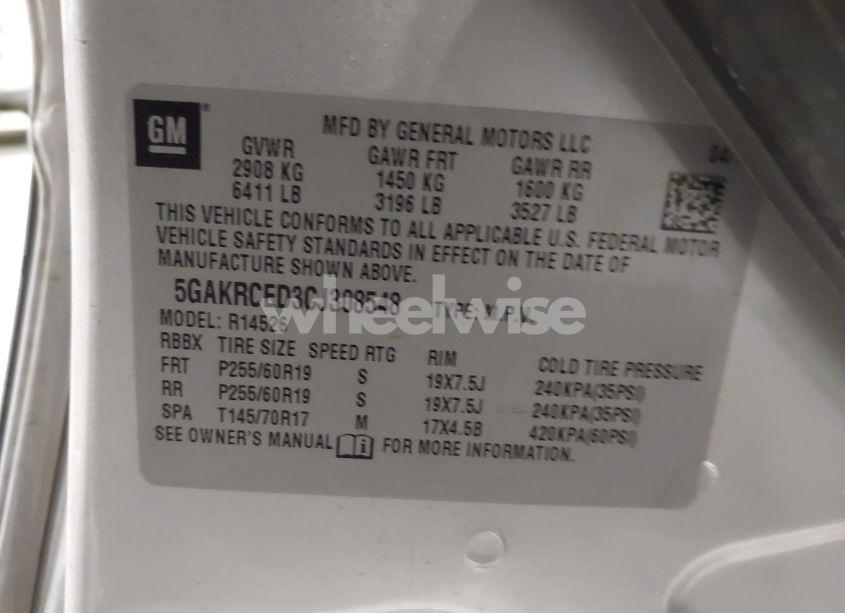 GM
MFD BY GENERAL MOTORS LLC
04/
GVWR GAWR FRT GAWR RR
2908 KG 1450 KG 1600 KG
6411 LB 3196 LB 3527 LB
THIS VEHICLE CONFORMS TO ALL APPLICABLE U.S. FEDERAL MOTOR
VEHICLE SAFETY STANDARDS IN EFFECT ON THE DATE OF
MANUFACTURE SHOWN ABOVE.
5GAKRCED3CJ308548 TYPE: M.P.V.
wheelwise
MODEL: R14526
RBBX TIRE SIZE SPEED RTG RIM COLD TIRE PRESSURE
FRT P255/60R19 S 19X7.5J 240KPA(35PSI)
RR P255/60R19 S 19X7.5J 240KPA(35PSI)
SPA T145/70R17 M 17X4.5B 420KPA(60PSI)
SEE OWNER'S MANUAL FOR MORE INFORMATION.